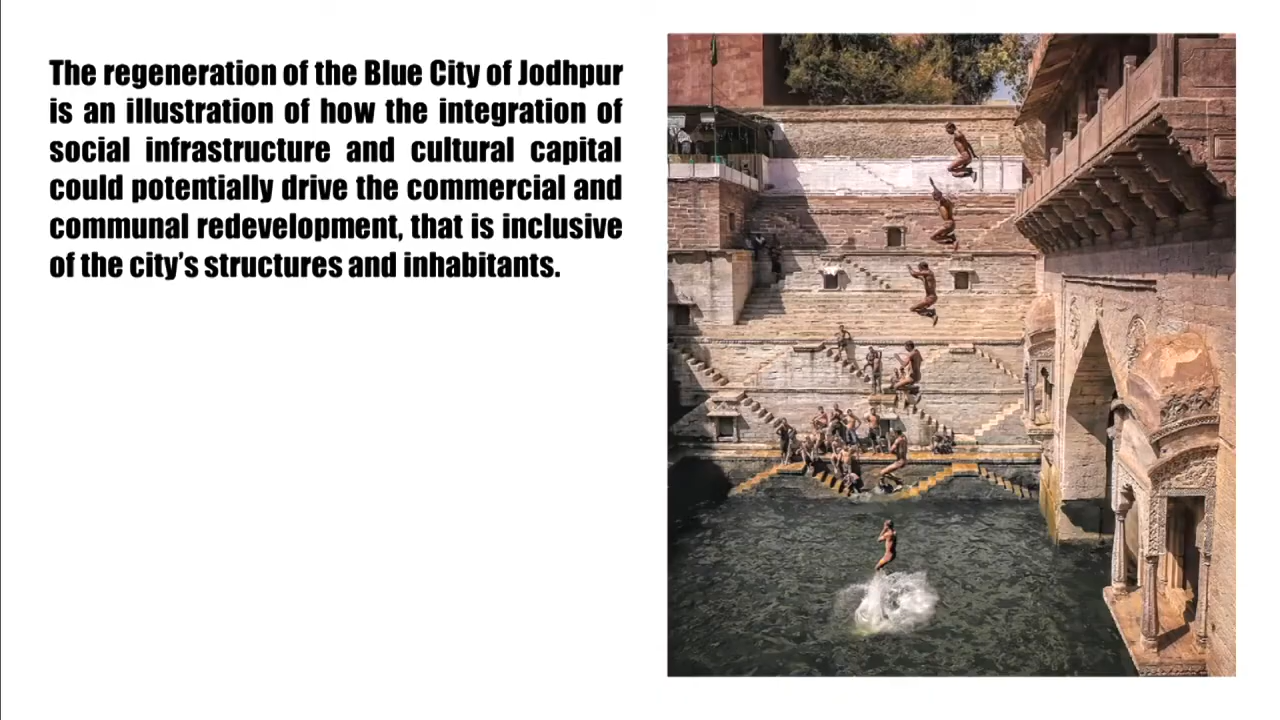 The regeneration of the Blue City of Jodhpur
is an illustration of how the integration of
social infrastructure and cultural capital
could potentially drive the commercial and
communal redevelopment, that is inclusive
of the city’s structures and inhabitants.